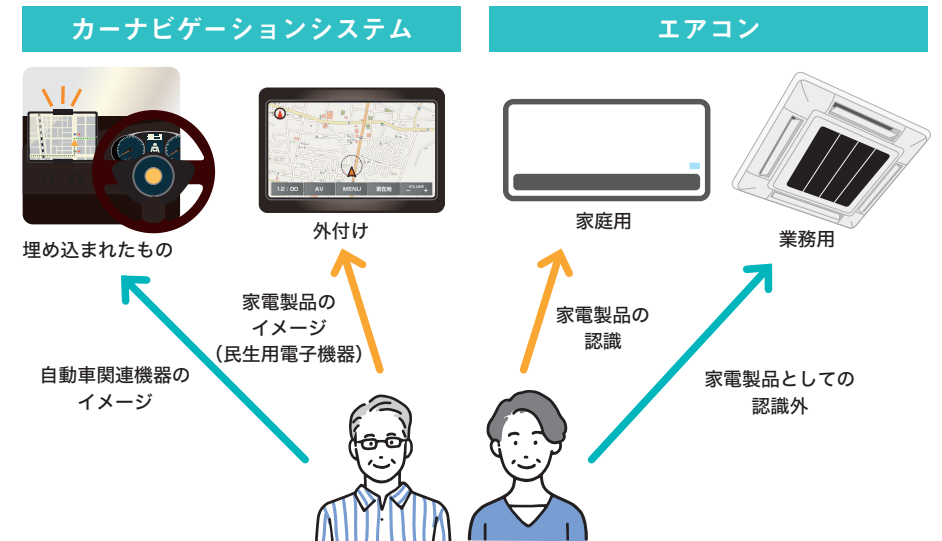 カーナビゲーションシステム
エアコン
12:00 AV MENU 現在地 VOLUME － ＋
埋め込まれたもの
外付け
家庭用
業務用
家電製品の
イメージ
（民生用電子機器）
家電製品の
認識
自動車関連機器の
イメージ
家電製品としての
認識外